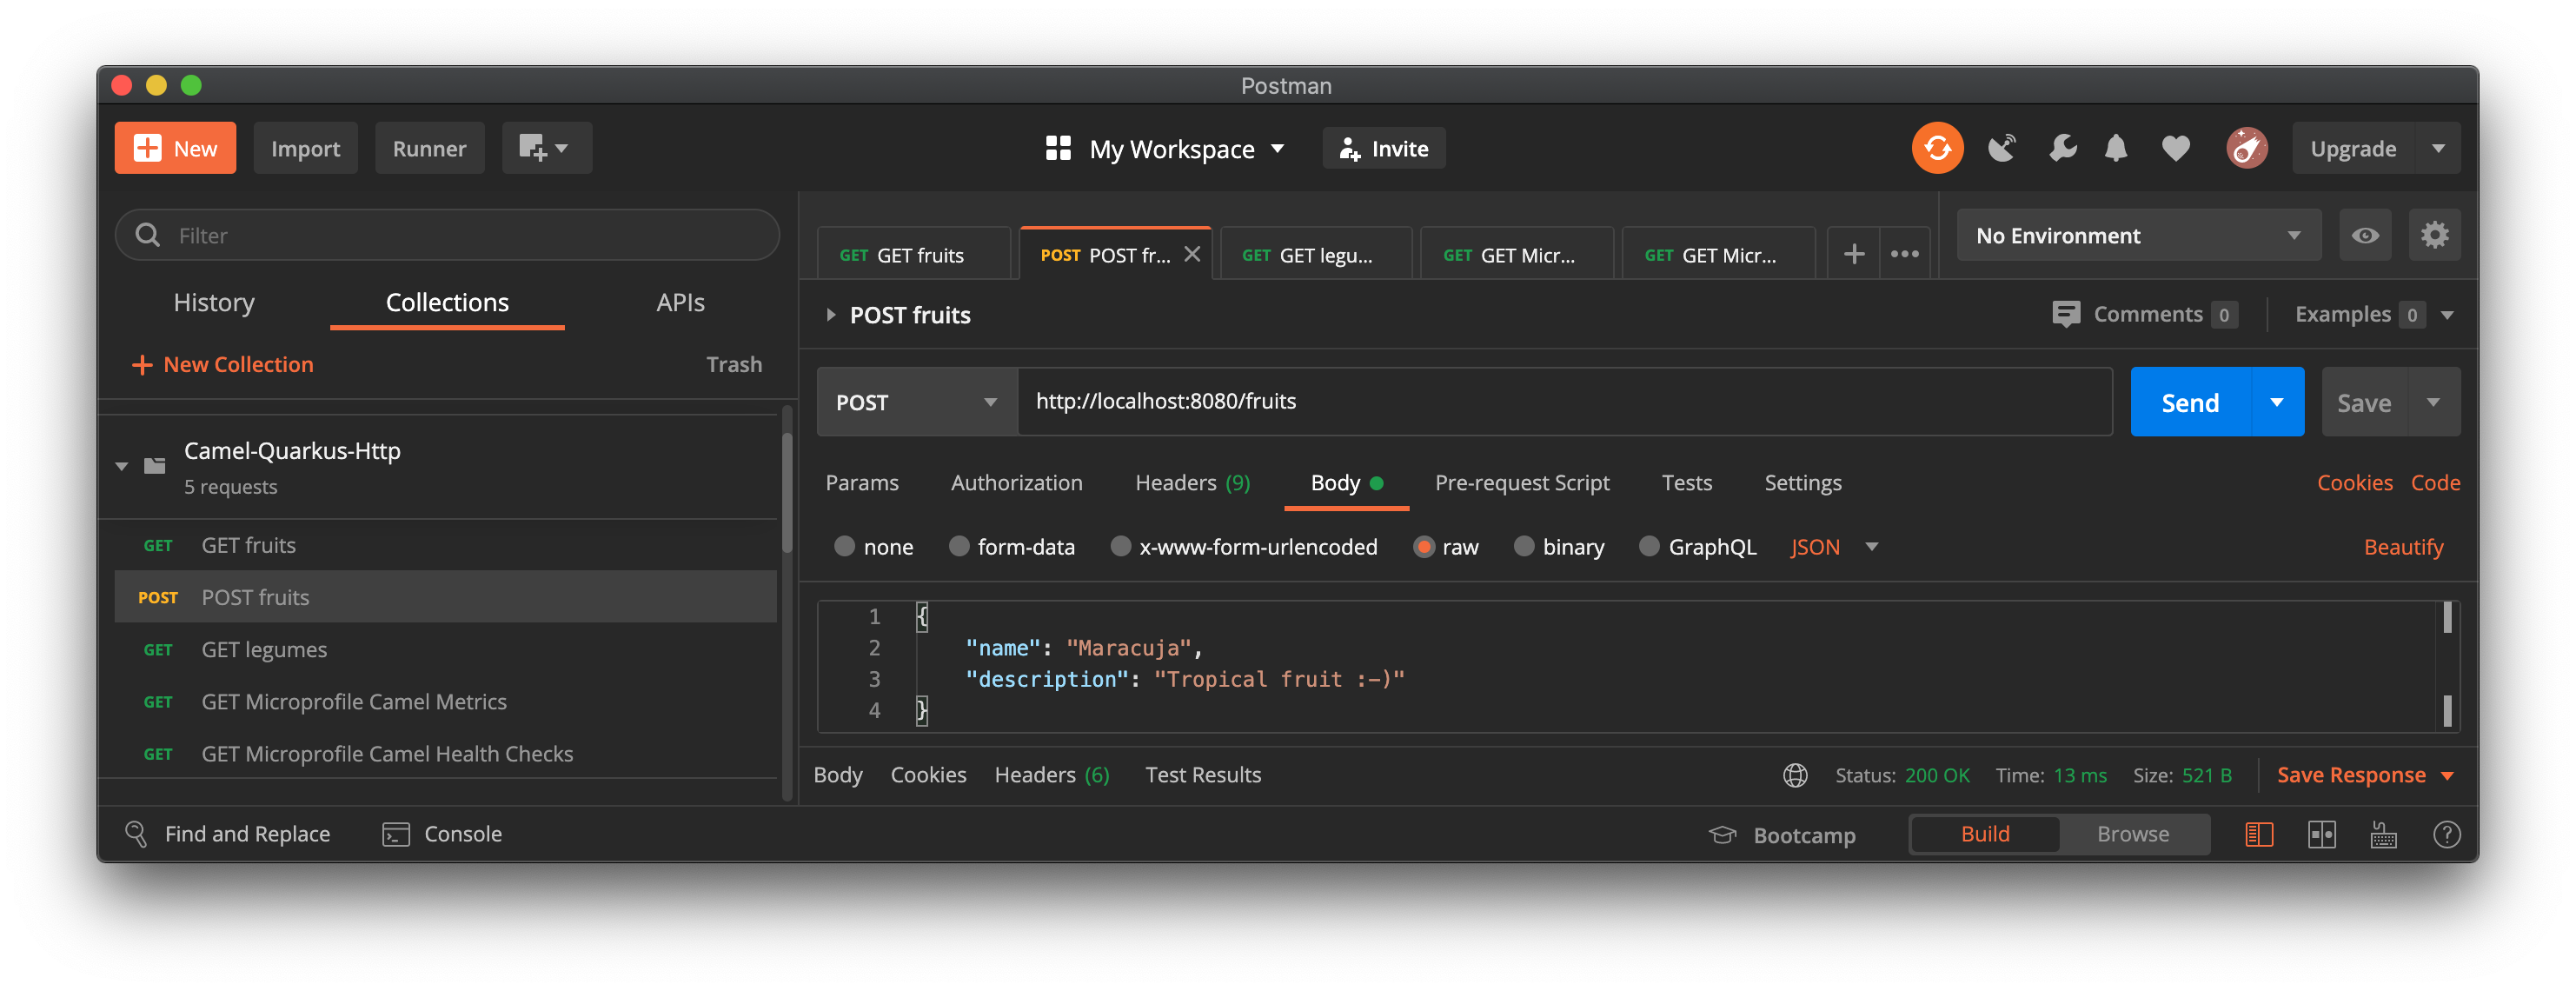 Postman
New Import Runner My Workspace Invite Upgrade
Filter
History Collections APIs
New Collection Trash
Camel-Quarkus-Http
5 requests
GET GET fruits
POST POST fruits
GET GET legumes
GET GET Microprofile Camel Metrics
GET GET Microprofile Camel Health Checks
GET GET fruits POST POST fr... GET GET legu... GET GET Micr... GET GET Micr... No Environment
POST fruits Comments 0 Examples 0
POST http://localhost:8080/fruits Send Save
Params Authorization Headers (9) Body Pre-request Script Tests Settings Cookies Code
none form-data x-www-form-urlencoded raw binary GraphQL JSON Beautify
1 {
2 "name": "Maracuja",
3 "description": "Tropical fruit :-)"
4 }
Body Cookies Headers (6) Test Results Status: 200 OK Time: 13 ms Size: 521 B Save Response
Find and Replace Console Bootcamp Build Browse